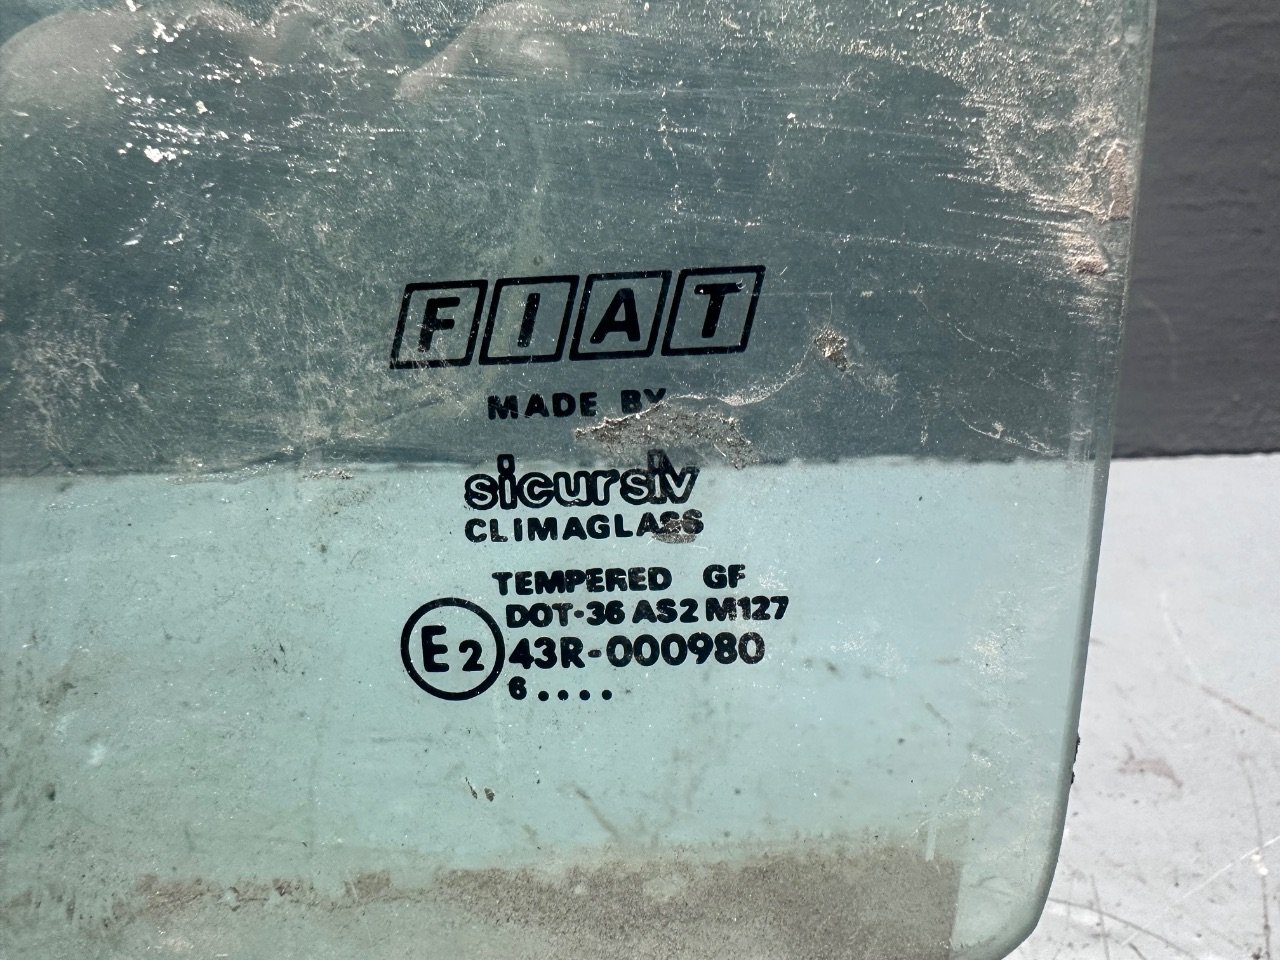 FIAT
MADE BY
sicursiv
CLIMAGLASS
TEMPERED GF
DOT-36 AS2 M127
E2 43R-000980
6....